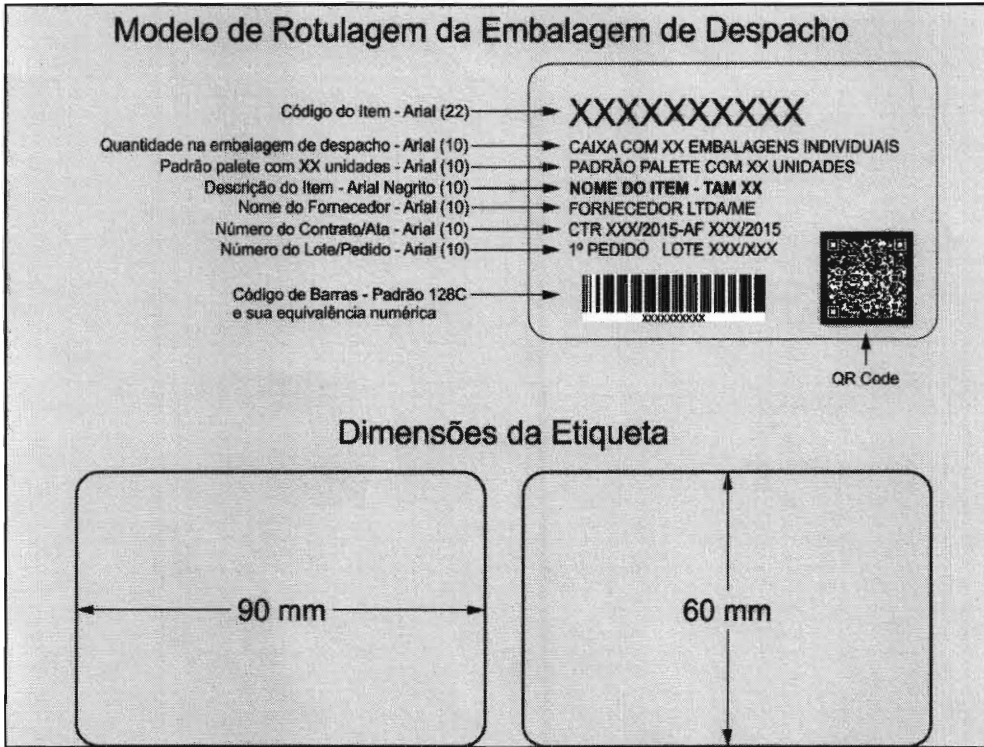 Modelo de Rotulagem da Embalagem de Despacho
Código do Item - Arial (22)
XXXXXXXXXX
Quantidade na embalagem de despacho - Arial (10)
CAIXA COM XX EMBALAGENS INDIVIDUAIS
Padrão palete com XX unidades - Arial (10)
PADRÃO PALETE COM XX UNIDADES
Descrição do Item - Arial Negrito (10)
NOME DO ITEM - TAM XX
Nome do Fornecedor - Arial (10)
FORNECEDOR LTDA/ME
Número do Contrato/Ata - Arial (10)
CTR XXX/2015-AF XXX/2015
Número do Lote/Pedido - Arial (10)
1º PEDIDO LOTE XXX/XXX
Código de Barras - Padrão 128C
e sua equivalência numérica
XXXXXXXXXX
QR Code
Dimensões da Etiqueta
90 mm
60 mm